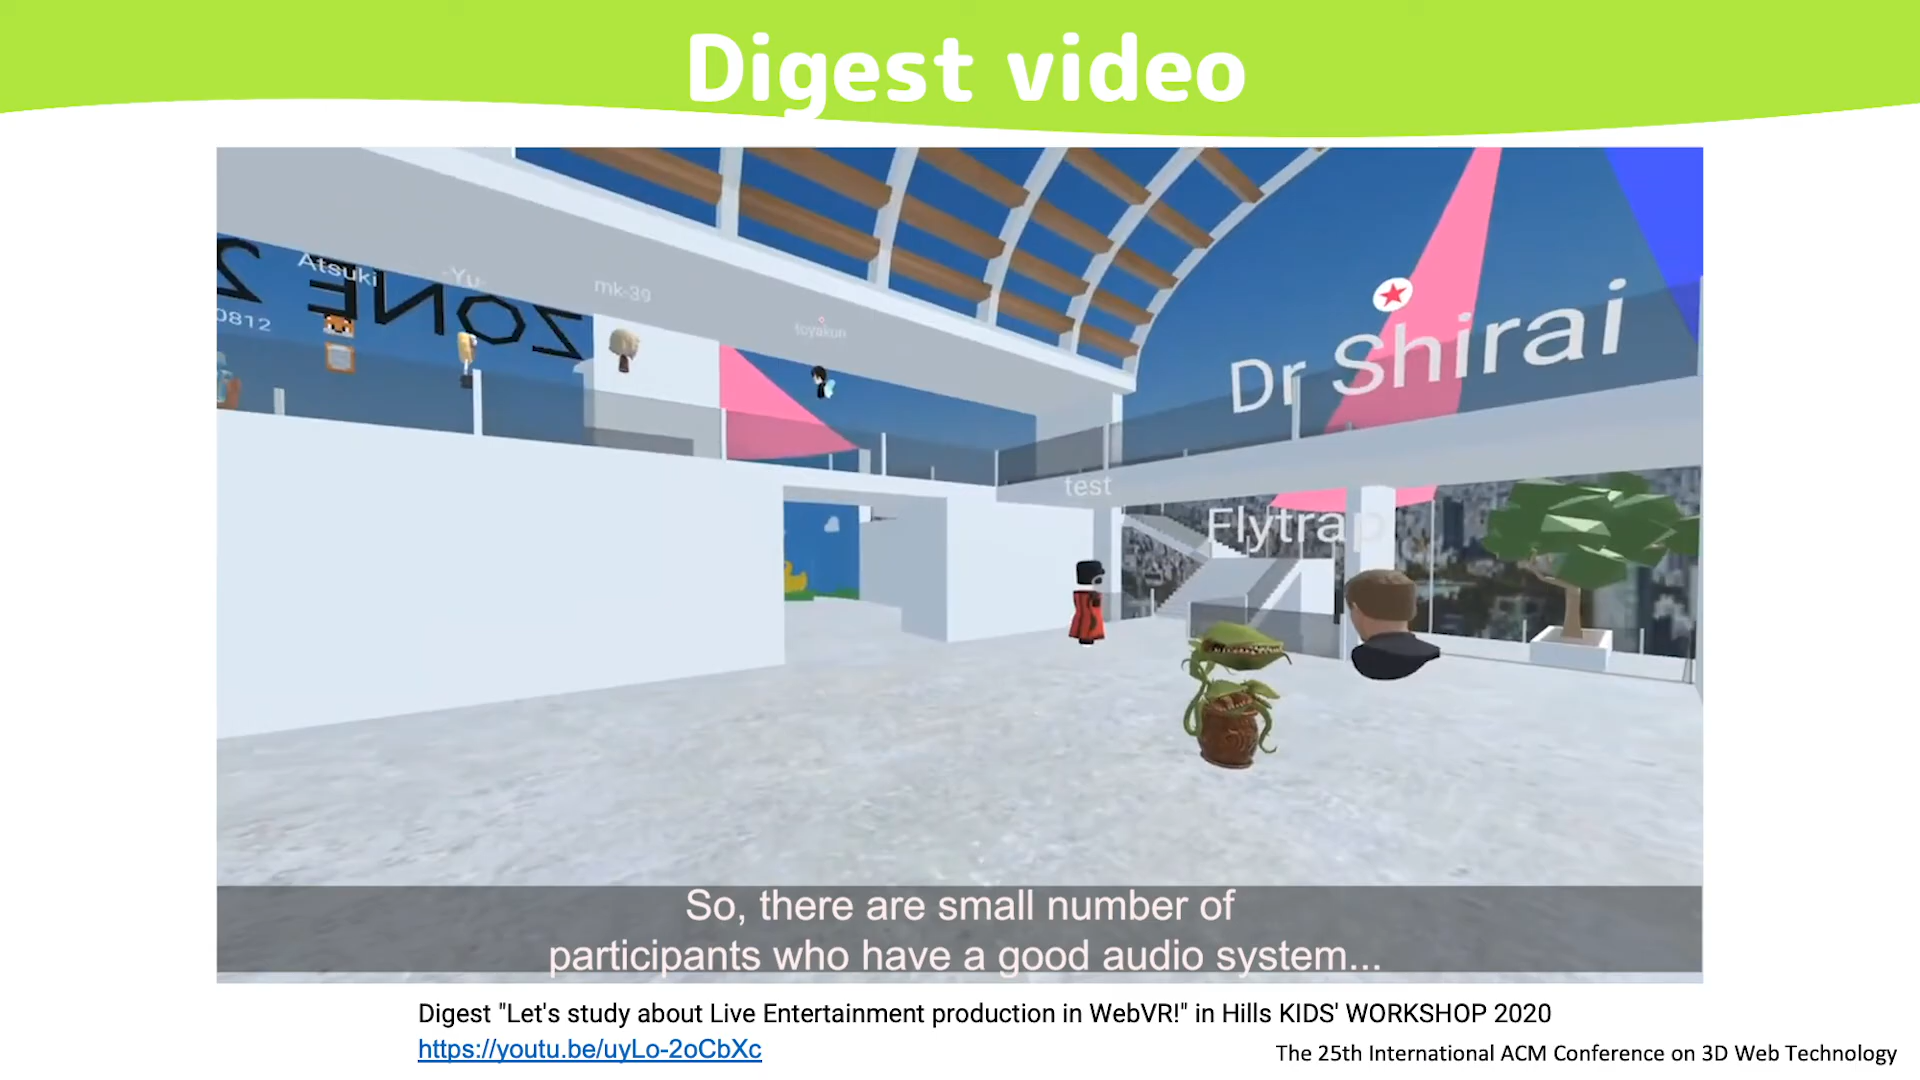 Digest video
Atsuki
-Yu-
mk-39
toyakun
0812
ZONE 2
Dr Shirai
test
Flytrap
So, there are small number of
participants who have a good audio system...
Digest "Let's study about Live Entertainment production in WebVR!" in Hills KIDS' WORKSHOP 2020
https://youtu.be/uyLo-2oCbXc
The 25th International ACM Conference on 3D Web Technology